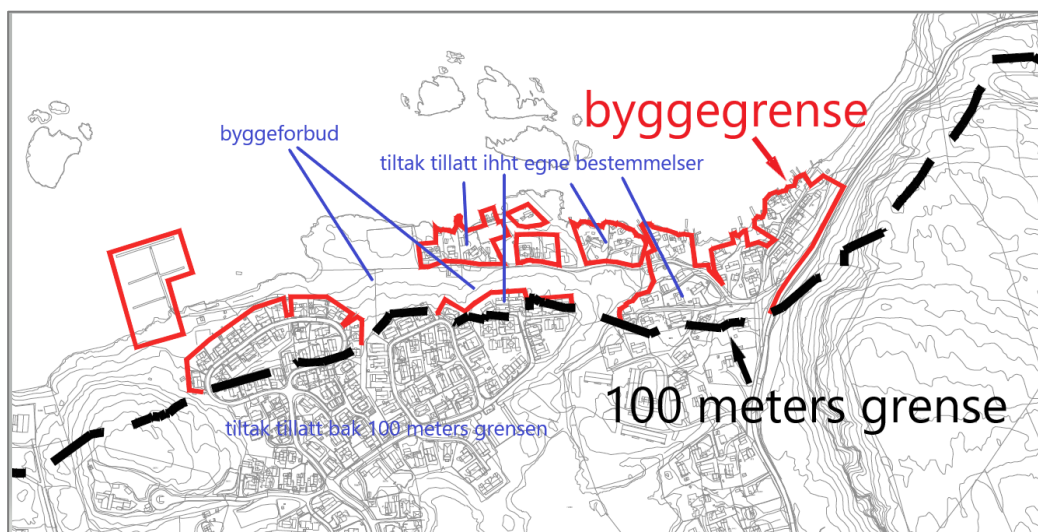 byggegrense
byggeforbud
tiltak tillatt ihht egne bestemmelser
100 meters grense
tiltak tillatt bak 100 meters grensen